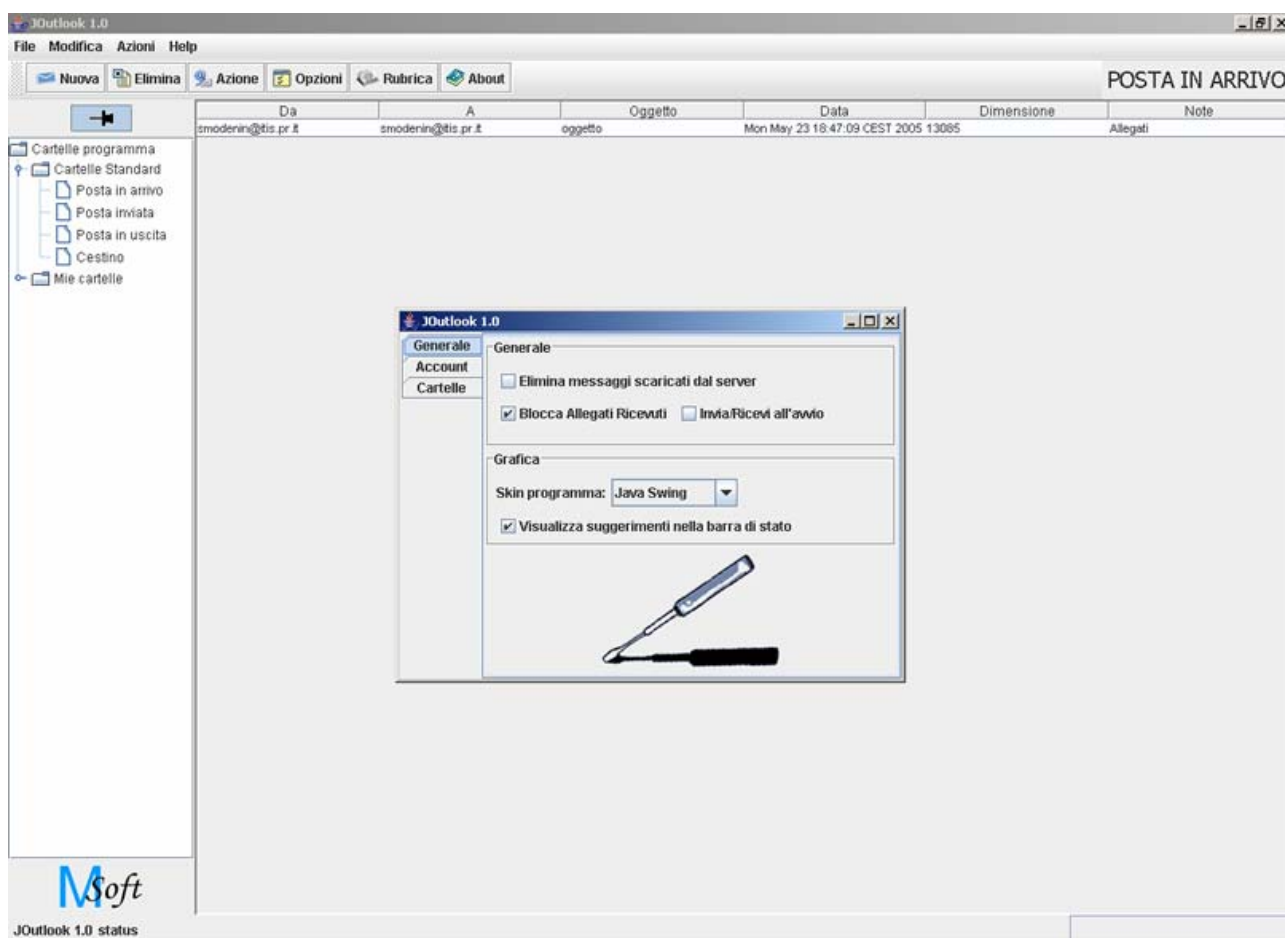 JOutlook 1.0
File Modifica Azioni Help
Nuova Elimina Azione Opzioni Rubrica About
POSTA IN ARRIVO
Da A Oggetto Data Dimensione Note
smodenin@itis.pr.it smodenin@itis.pr.it oggetto Mon May 23 18:47:09 CEST 2005 13085 Allegati
Cartelle programma
Cartelle Standard
Posta in arrivo
Posta inviata
Posta in uscita
Cestino
Mie cartelle
JOutlook 1.0
Generale
Account
Cartelle
Generale
Elimina messaggi scaricati dal server
Blocca Allegati Ricevuti Invia/Ricevi all'avvio
Grafica
Skin programma: Java Swing
Visualizza suggerimenti nella barra di stato
MSoft
JOutlook 1.0 status